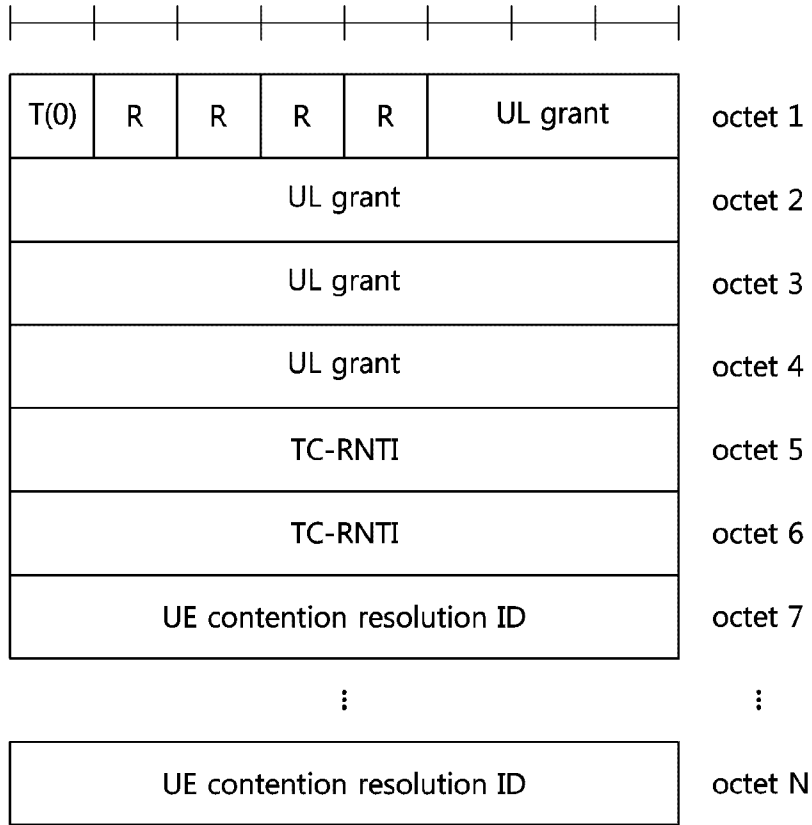 T(0) R R R R UL grant octet 1
UL grant octet 2
UL grant octet 3
UL grant octet 4
TC-RNTI octet 5
TC-RNTI octet 6
UE contention resolution ID octet 7
⋮ ⋮
UE contention resolution ID octet N